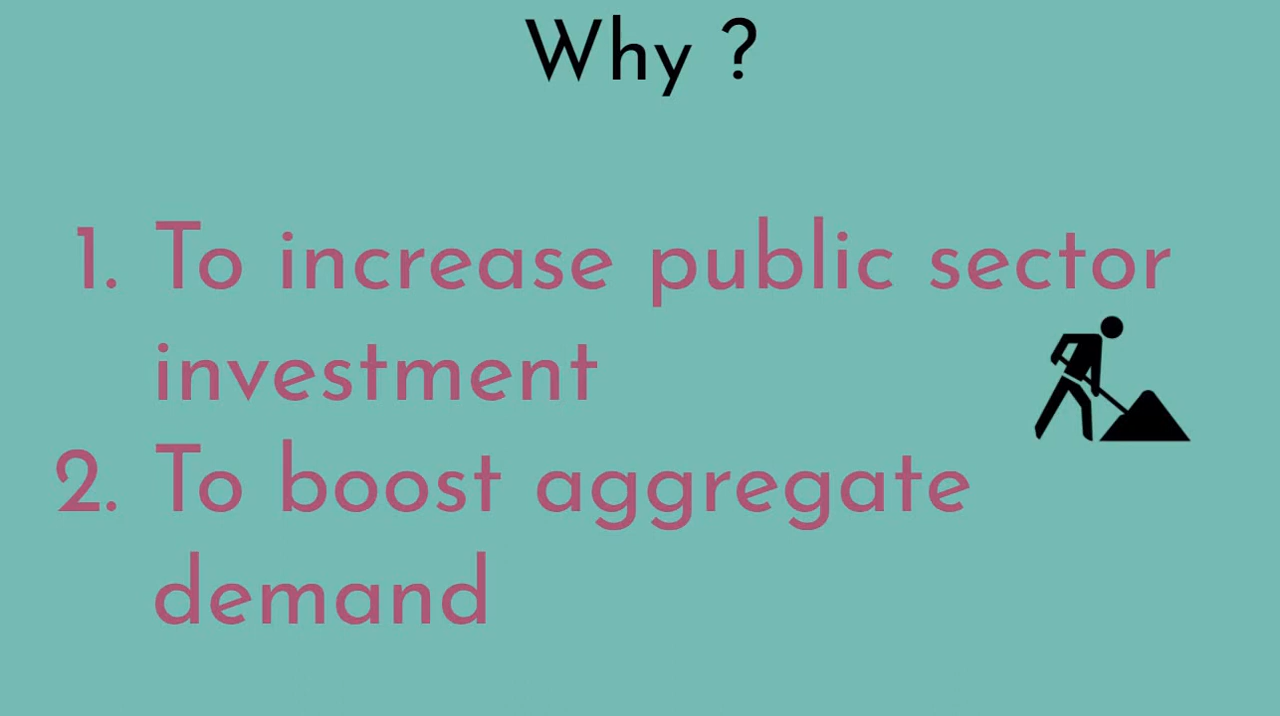 Why ?
1. To increase public sector
investment
2. To boost aggregate
demand